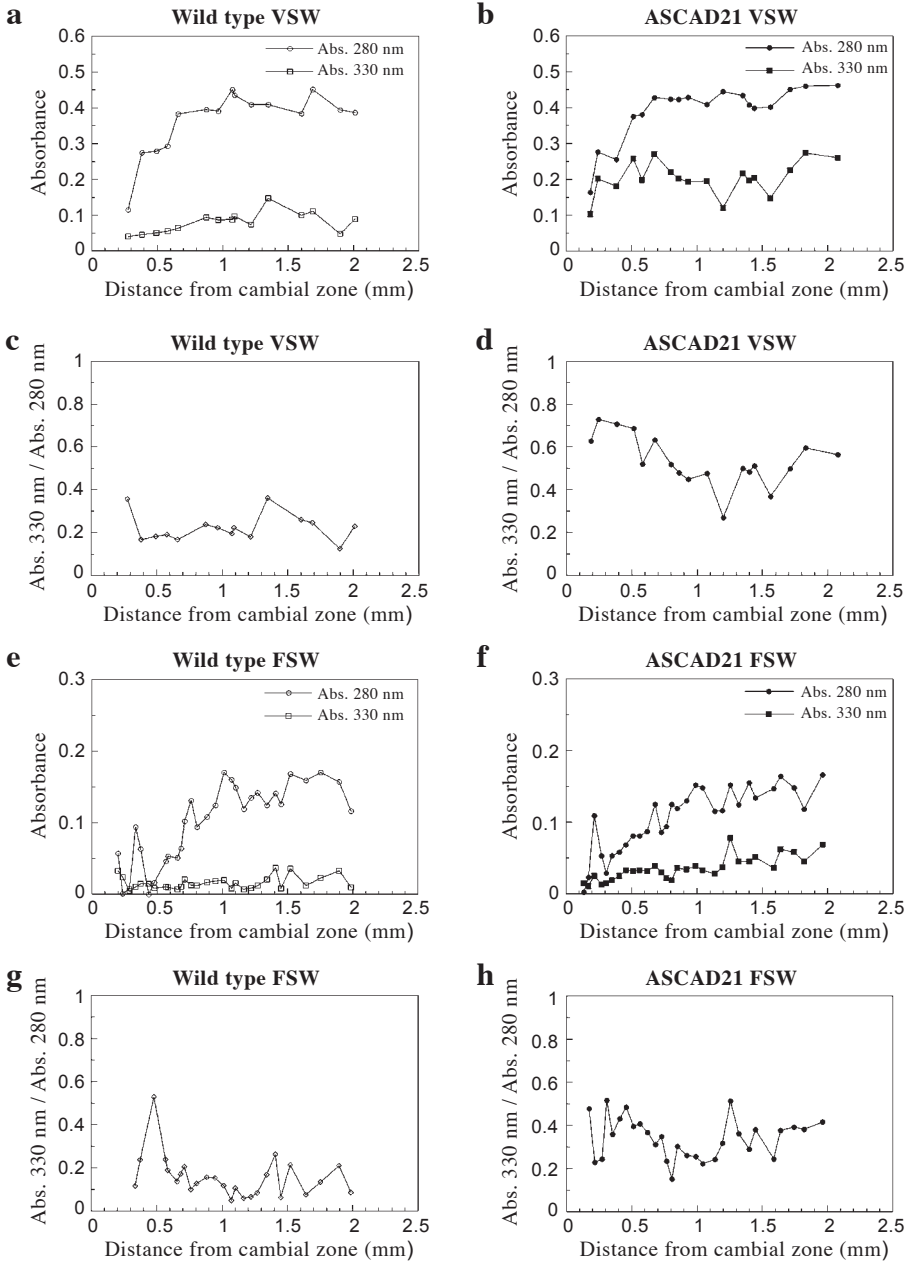 a Wild type VSW
Abs. 280 nm
Abs. 330 nm
Absorbance
0.6
0.5
0.4
0.3
0.2
0.1
0
0 0.5 1 1.5 2 2.5
Distance from cambial zone (mm)
b ASCAD21 VSW
Abs. 280 nm
Abs. 330 nm
Absorbance
0.6
0.5
0.4
0.3
0.2
0.1
0
0 0.5 1 1.5 2 2.5
Distance from cambial zone (mm)
c Wild type VSW
Abs. 330 nm / Abs. 280 nm
1
0.8
0.6
0.4
0.2
0
0 0.5 1 1.5 2 2.5
Distance from cambial zone (mm)
d ASCAD21 VSW
Abs. 330 nm / Abs. 280 nm
1
0.8
0.6
0.4
0.2
0
0 0.5 1 1.5 2 2.5
Distance from cambial zone (mm)
e Wild type FSW
Abs. 280 nm
Abs. 330 nm
Absorbance
0.3
0.2
0.1
0
0 0.5 1 1.5 2 2.5
Distance from cambial zone (mm)
f ASCAD21 FSW
Abs. 280 nm
Abs. 330 nm
Absorbance
0.3
0.2
0.1
0
0 0.5 1 1.5 2 2.5
Distance from cambial zone (mm)
g Wild type FSW
Abs. 330 nm / Abs. 280 nm
1
0.8
0.6
0.4
0.2
0
0 0.5 1 1.5 2 2.5
Distance from cambial zone (mm)
h ASCAD21 FSW
Abs. 330 nm / Abs. 280 nm
1
0.8
0.6
0.4
0.2
0
0 0.5 1 1.5 2 2.5
Distance from cambial zone (mm)